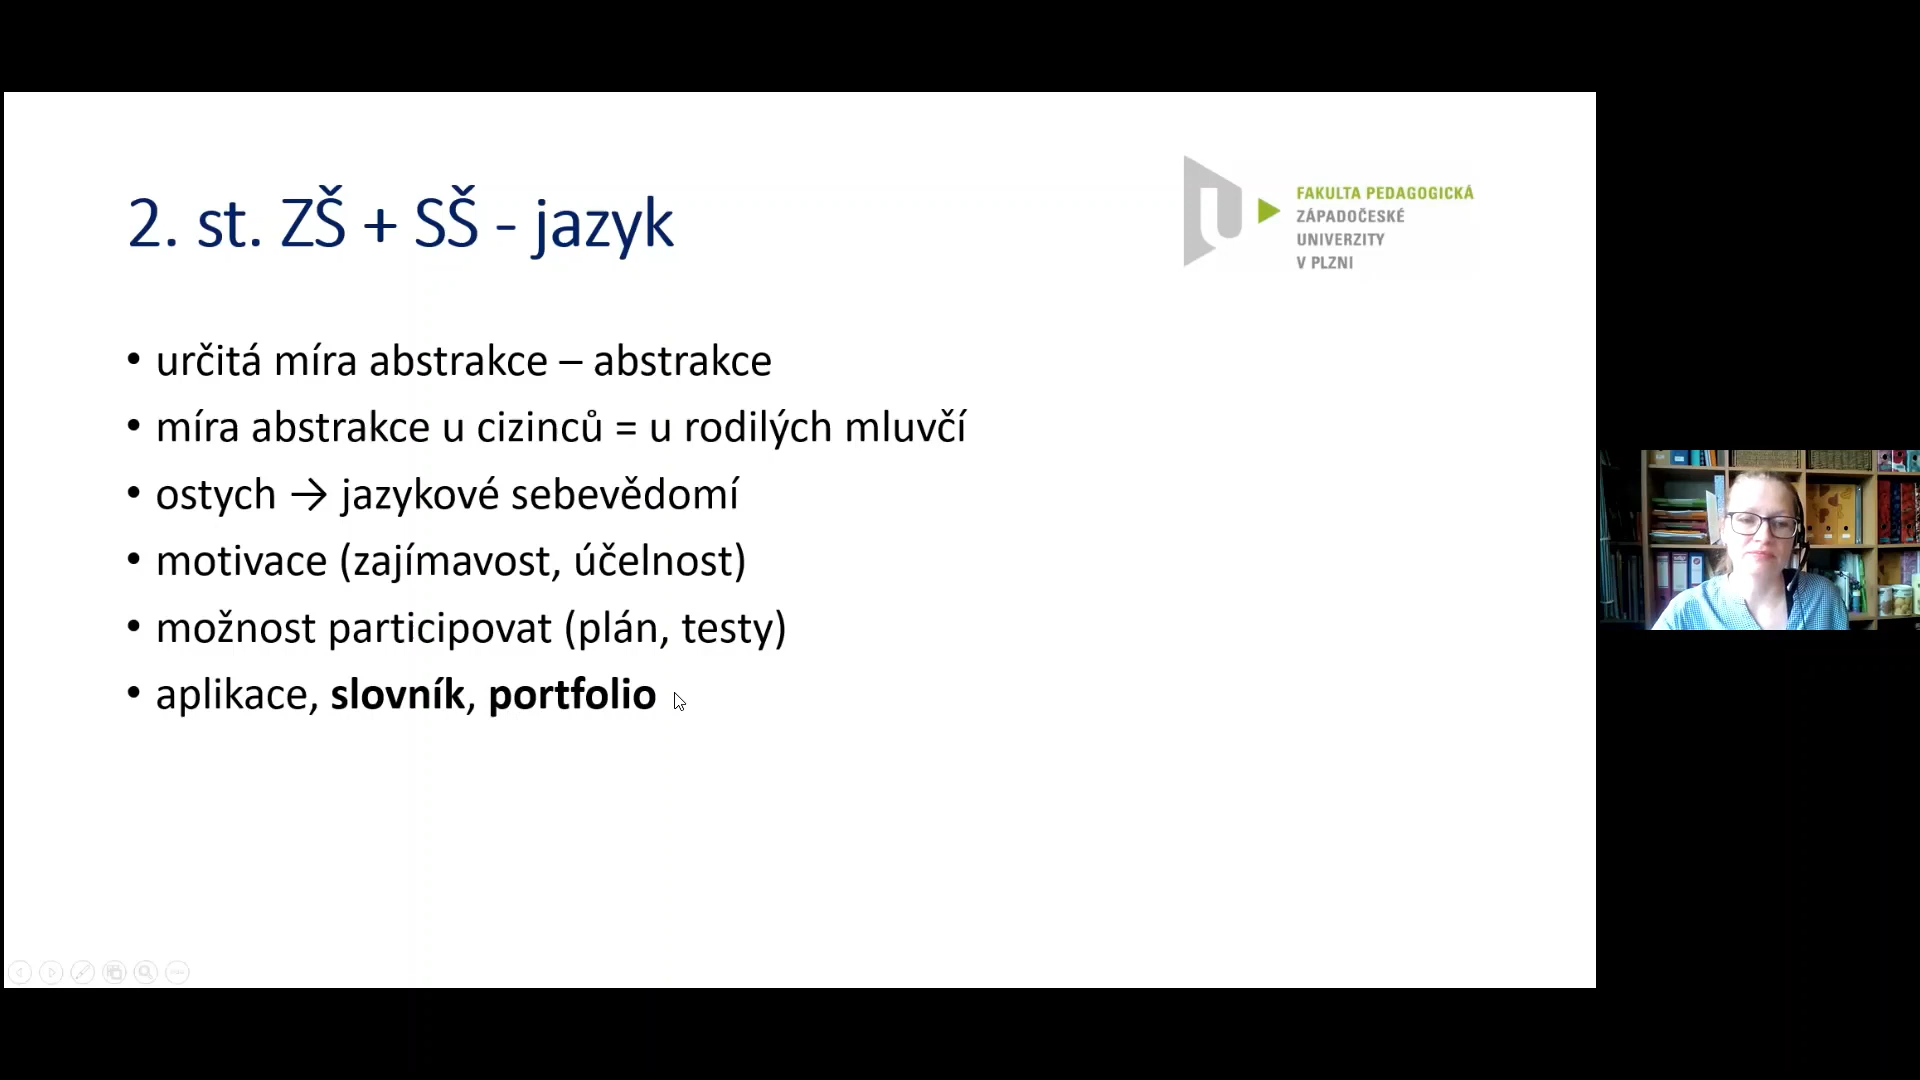 2. st. ZŠ + SŠ - jazyk
FAKULTA PEDAGOGICKÁ
ZÁPADOČESKÉ
UNIVERZITY
V PLZNI
• určitá míra abstrakce – abstrakce
• míra abstrakce u cizinců = u rodilých mluvčí
• ostych → jazykové sebevědomí
• motivace (zajímavost, účelnost)
• možnost participovat (plán, testy)
• aplikace, slovník, portfolio